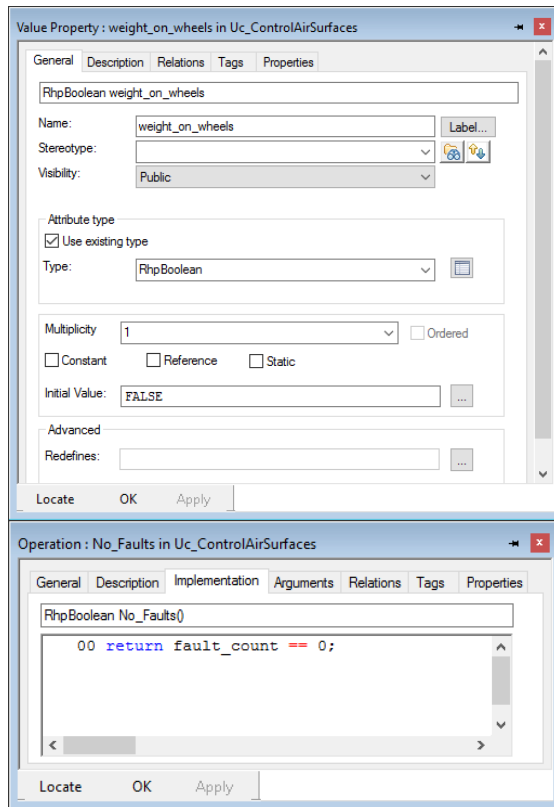 Value Property : weight_on_wheels in Uc_ControlAirSurfaces x
General Description Relations Tags Properties
RhpBoolean weight_on_wheels
Name: weight_on_wheels Label...
Stereotype:
Visibility: Public
Attribute type
Use existing type
Type: RhpBoolean
Multiplicity 1 Ordered
Constant Reference Static
Initial Value: FALSE ...
Advanced
Redefines: ...
Locate OK Apply
Operation : No_Faults in Uc_ControlAirSurfaces x
General Description Implementation Arguments Relations Tags Properties
RhpBoolean No_Faults()
00 return fault_count == 0;
Locate OK Apply